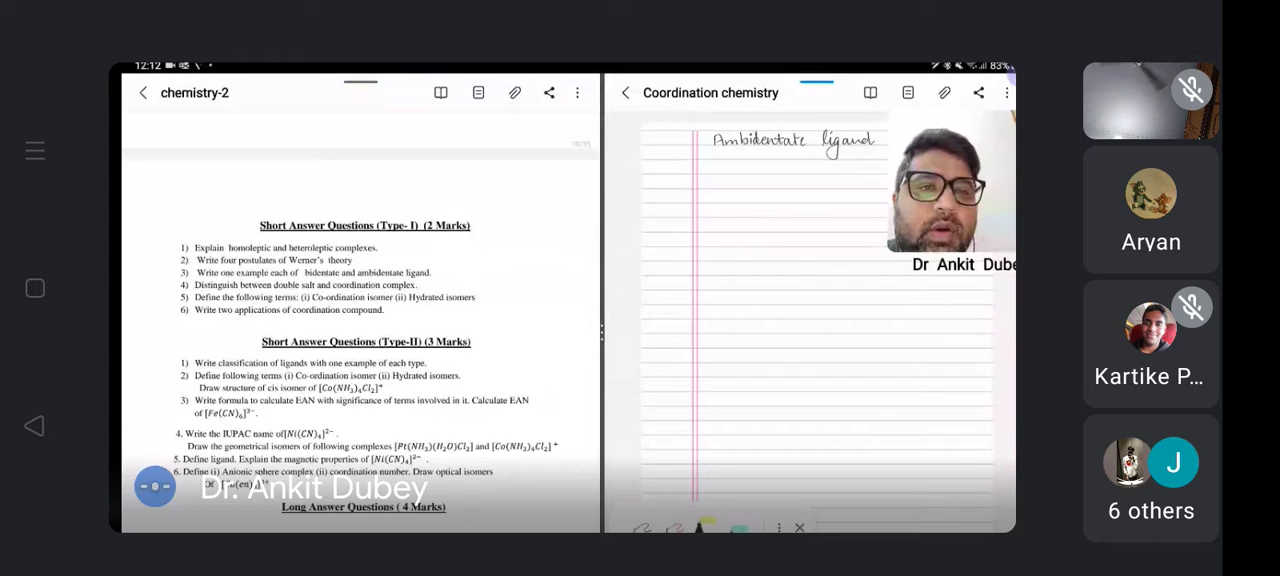 12:12
83%
chemistry-2
Coordination chemistry
Ambidentate ligand
Dr Ankit Dube
Short Answer Questions (Type- I) (2 Marks)
1) Explain homoleptic and heteroleptic complexes.
2) Write four postulates of Werner's theory
3) Write one example each of bidentate and ambidentate ligand.
4) Distinguish between double salt and coordination complex.
5) Define the following terms: (i) Co-ordination isomer (ii) Hydrated isomers
6) Write two applications of coordination compound.
Short Answer Questions (Type-II) (3 Marks)
1) Write classification of ligands with one example of each type.
2) Define following terms (i) Co-ordination isomer (ii) Hydrated isomers.
Draw structure of cis isomer of [Co(NH₃)₄Cl₂]⁺
3) Write formula to calculate EAN with significance of terms involved in it. Calculate EAN
of [Fe(CN)₆]³⁻.
4. Write the IUPAC name of[Ni(CN)₄]²⁻ .
Draw the geometrical isomers of following complexes [Pt(NH₃)(H₂O)Cl₂] and [Co(NH₃)₄Cl₂]⁺
5. Define ligand. Explain the magnetic properties of [Ni(CN)₄]²⁻
6. Define (i) Anionic sphere complex (ii) coordination number. Draw optical isomers
Dr. Ankit Dubey
Long Answer Questions ( 4 Marks)
Aryan
Kartike P...
J
6 others